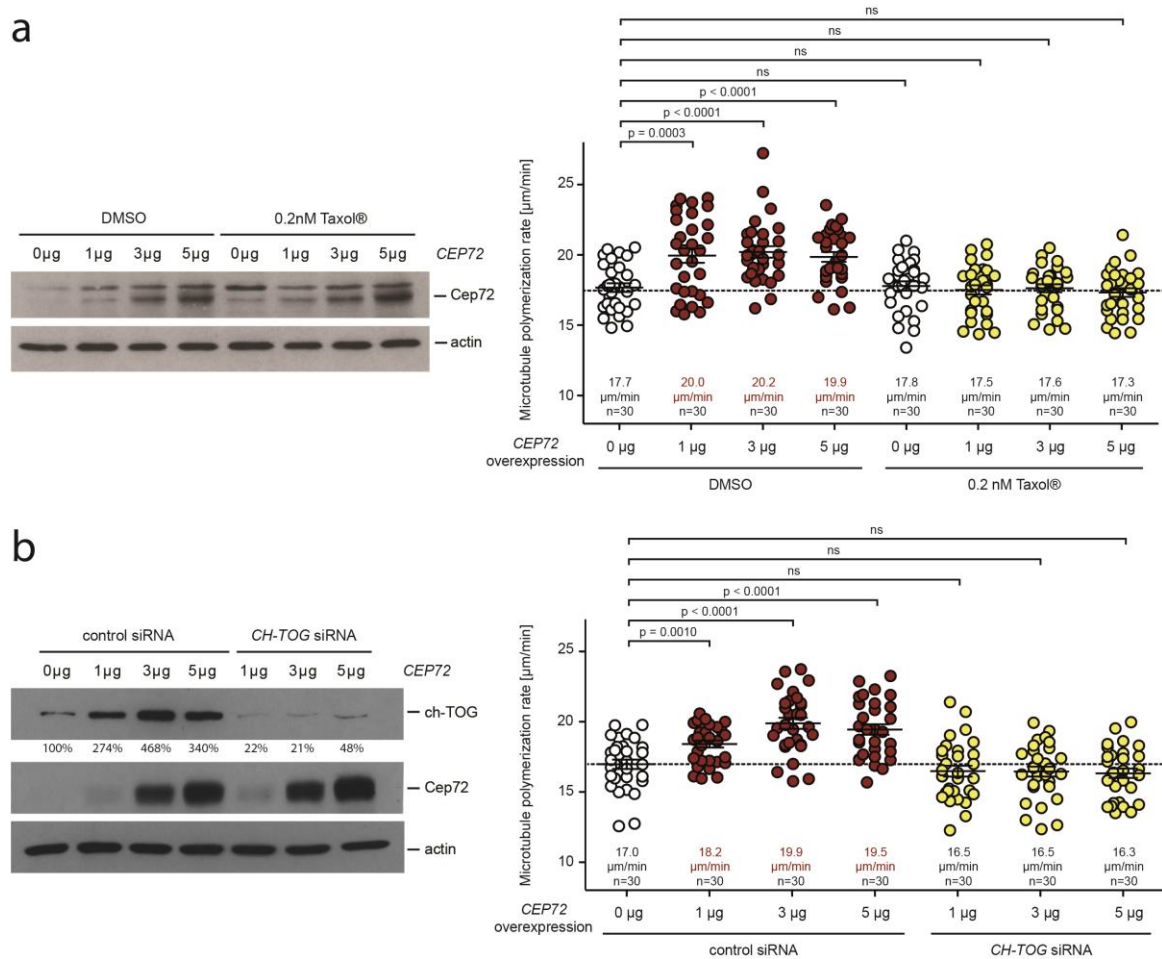 a
DMSO 0.2nM Taxol®
0µg 1µg 3µg 5µg 0µg 1µg 3µg 5µg CEP72
Cep72
actin
ns
ns
ns
ns
p < 0.0001
p < 0.0001
p = 0.0003
Microtubule polymerization rate [µm/min]
25
20
15
10
17.7 20.0 20.2 19.9 17.8 17.5 17.6 17.3
µm/min µm/min µm/min µm/min µm/min µm/min µm/min µm/min
n=30 n=30 n=30 n=30 n=30 n=30 n=30 n=30
CEP72
overexpression
0 µg 1 µg 3 µg 5 µg 0 µg 1 µg 3 µg 5 µg
DMSO 0.2 nM Taxol®
b
control siRNA CH-TOG siRNA
0µg 1µg 3µg 5µg 1µg 3µg 5µg CEP72
ch-TOG
100% 274% 468% 340% 22% 21% 48%
Cep72
actin
ns
ns
ns
p < 0.0001
p < 0.0001
p = 0.0010
Microtubule polymerization rate [µm/min]
25
20
15
10
17.0 18.2 19.9 19.5 16.5 16.5 16.3
µm/min µm/min µm/min µm/min µm/min µm/min µm/min
n=30 n=30 n=30 n=30 n=30 n=30 n=30
CEP72
overexpression
0 µg 1 µg 3 µg 5 µg 1 µg 3 µg 5 µg
control siRNA CH-TOG siRNA